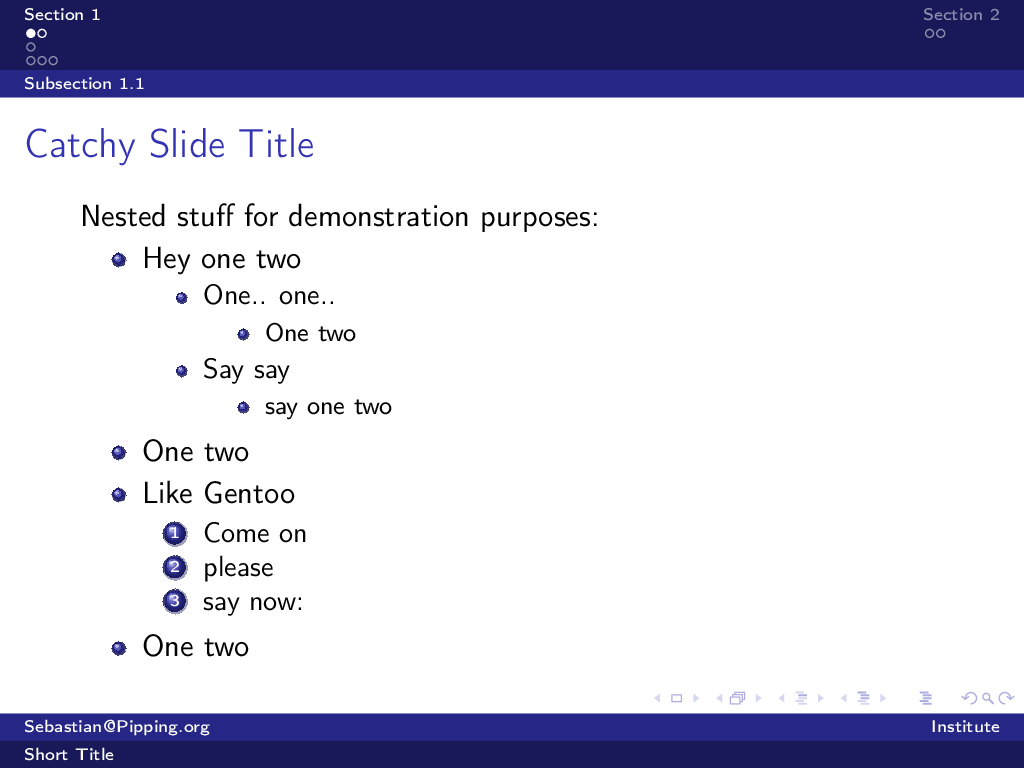 Section 1
Section 2
Subsection 1.1
Catchy Slide Title
Nested stuff for demonstration purposes:
Hey one two
One.. one..
One two
Say say
say one two
One two
Like Gentoo
1 Come on
2 please
3 say now:
One two
Sebastian@Pipping.org
Institute
Short Title